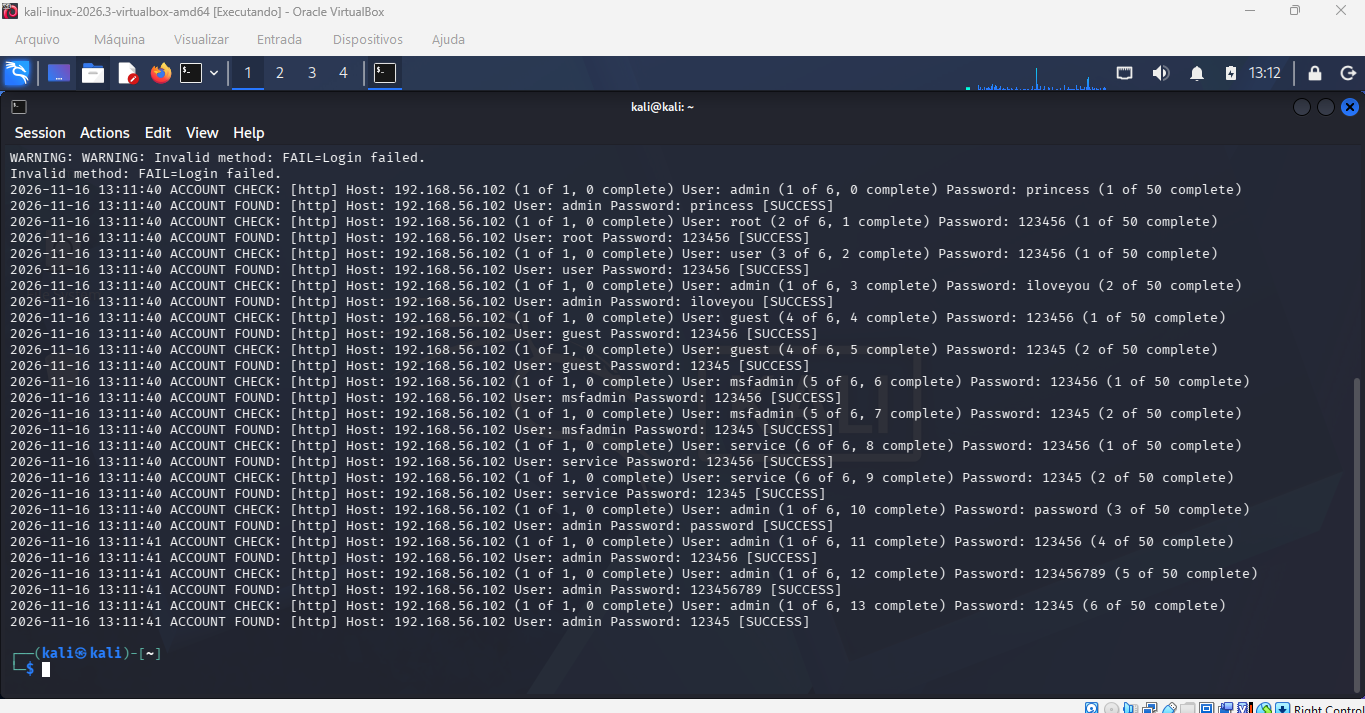 kali-linux-2026.3-virtualbox-amd64 [Executando] - Oracle VirtualBox
Arquivo Máquina Visualizar Entrada Dispositivos Ajuda
1 2 3 4 13:12
kali@kali: ~
Session Actions Edit View Help
WARNING: WARNING: Invalid method: FAIL=Login failed.
Invalid method: FAIL=Login failed.
2026-11-16 13:11:40 ACCOUNT CHECK: [http] Host: 192.168.56.102 (1 of 1, 0 complete) User: admin (1 of 6, 0 complete) Password: princess (1 of 50 complete)
2026-11-16 13:11:40 ACCOUNT FOUND: [http] Host: 192.168.56.102 User: admin Password: princess [SUCCESS]
2026-11-16 13:11:40 ACCOUNT CHECK: [http] Host: 192.168.56.102 (1 of 1, 0 complete) User: root (2 of 6, 1 complete) Password: 123456 (1 of 50 complete)
2026-11-16 13:11:40 ACCOUNT FOUND: [http] Host: 192.168.56.102 User: root Password: 123456 [SUCCESS]
2026-11-16 13:11:40 ACCOUNT CHECK: [http] Host: 192.168.56.102 (1 of 1, 0 complete) User: user (3 of 6, 2 complete) Password: 123456 (1 of 50 complete)
2026-11-16 13:11:40 ACCOUNT FOUND: [http] Host: 192.168.56.102 User: user Password: 123456 [SUCCESS]
2026-11-16 13:11:40 ACCOUNT CHECK: [http] Host: 192.168.56.102 (1 of 1, 0 complete) User: admin (1 of 6, 3 complete) Password: iloveyou (2 of 50 complete)
2026-11-16 13:11:40 ACCOUNT FOUND: [http] Host: 192.168.56.102 User: admin Password: iloveyou [SUCCESS]
2026-11-16 13:11:40 ACCOUNT CHECK: [http] Host: 192.168.56.102 (1 of 1, 0 complete) User: guest (4 of 6, 4 complete) Password: 123456 (1 of 50 complete)
2026-11-16 13:11:40 ACCOUNT FOUND: [http] Host: 192.168.56.102 User: guest Password: 123456 [SUCCESS]
2026-11-16 13:11:40 ACCOUNT CHECK: [http] Host: 192.168.56.102 (1 of 1, 0 complete) User: guest (4 of 6, 5 complete) Password: 12345 (2 of 50 complete)
2026-11-16 13:11:40 ACCOUNT FOUND: [http] Host: 192.168.56.102 User: guest Password: 12345 [SUCCESS]
2026-11-16 13:11:40 ACCOUNT CHECK: [http] Host: 192.168.56.102 (1 of 1, 0 complete) User: msfadmin (5 of 6, 6 complete) Password: 123456 (1 of 50 complete)
2026-11-16 13:11:40 ACCOUNT FOUND: [http] Host: 192.168.56.102 User: msfadmin Password: 123456 [SUCCESS]
2026-11-16 13:11:40 ACCOUNT CHECK: [http] Host: 192.168.56.102 (1 of 1, 0 complete) User: msfadmin (5 of 6, 7 complete) Password: 12345 (2 of 50 complete)
2026-11-16 13:11:40 ACCOUNT FOUND: [http] Host: 192.168.56.102 User: msfadmin Password: 12345 [SUCCESS]
2026-11-16 13:11:40 ACCOUNT CHECK: [http] Host: 192.168.56.102 (1 of 1, 0 complete) User: service (6 of 6, 8 complete) Password: 123456 (1 of 50 complete)
2026-11-16 13:11:40 ACCOUNT FOUND: [http] Host: 192.168.56.102 User: service Password: 123456 [SUCCESS]
2026-11-16 13:11:40 ACCOUNT CHECK: [http] Host: 192.168.56.102 (1 of 1, 0 complete) User: service (6 of 6, 9 complete) Password: 12345 (2 of 50 complete)
2026-11-16 13:11:40 ACCOUNT FOUND: [http] Host: 192.168.56.102 User: service Password: 12345 [SUCCESS]
2026-11-16 13:11:40 ACCOUNT CHECK: [http] Host: 192.168.56.102 (1 of 1, 0 complete) User: admin (1 of 6, 10 complete) Password: password (3 of 50 complete)
2026-11-16 13:11:40 ACCOUNT FOUND: [http] Host: 192.168.56.102 User: admin Password: password [SUCCESS]
2026-11-16 13:11:41 ACCOUNT CHECK: [http] Host: 192.168.56.102 (1 of 1, 0 complete) User: admin (1 of 6, 11 complete) Password: 123456 (4 of 50 complete)
2026-11-16 13:11:41 ACCOUNT FOUND: [http] Host: 192.168.56.102 User: admin Password: 123456 [SUCCESS]
2026-11-16 13:11:41 ACCOUNT CHECK: [http] Host: 192.168.56.102 (1 of 1, 0 complete) User: admin (1 of 6, 12 complete) Password: 123456789 (5 of 50 complete)
2026-11-16 13:11:41 ACCOUNT FOUND: [http] Host: 192.168.56.102 User: admin Password: 123456789 [SUCCESS]
2026-11-16 13:11:41 ACCOUNT CHECK: [http] Host: 192.168.56.102 (1 of 1, 0 complete) User: admin (1 of 6, 13 complete) Password: 12345 (6 of 50 complete)
2026-11-16 13:11:41 ACCOUNT FOUND: [http] Host: 192.168.56.102 User: admin Password: 12345 [SUCCESS]
┌──(kali㉿kali)-[~]
└─$
Right Control